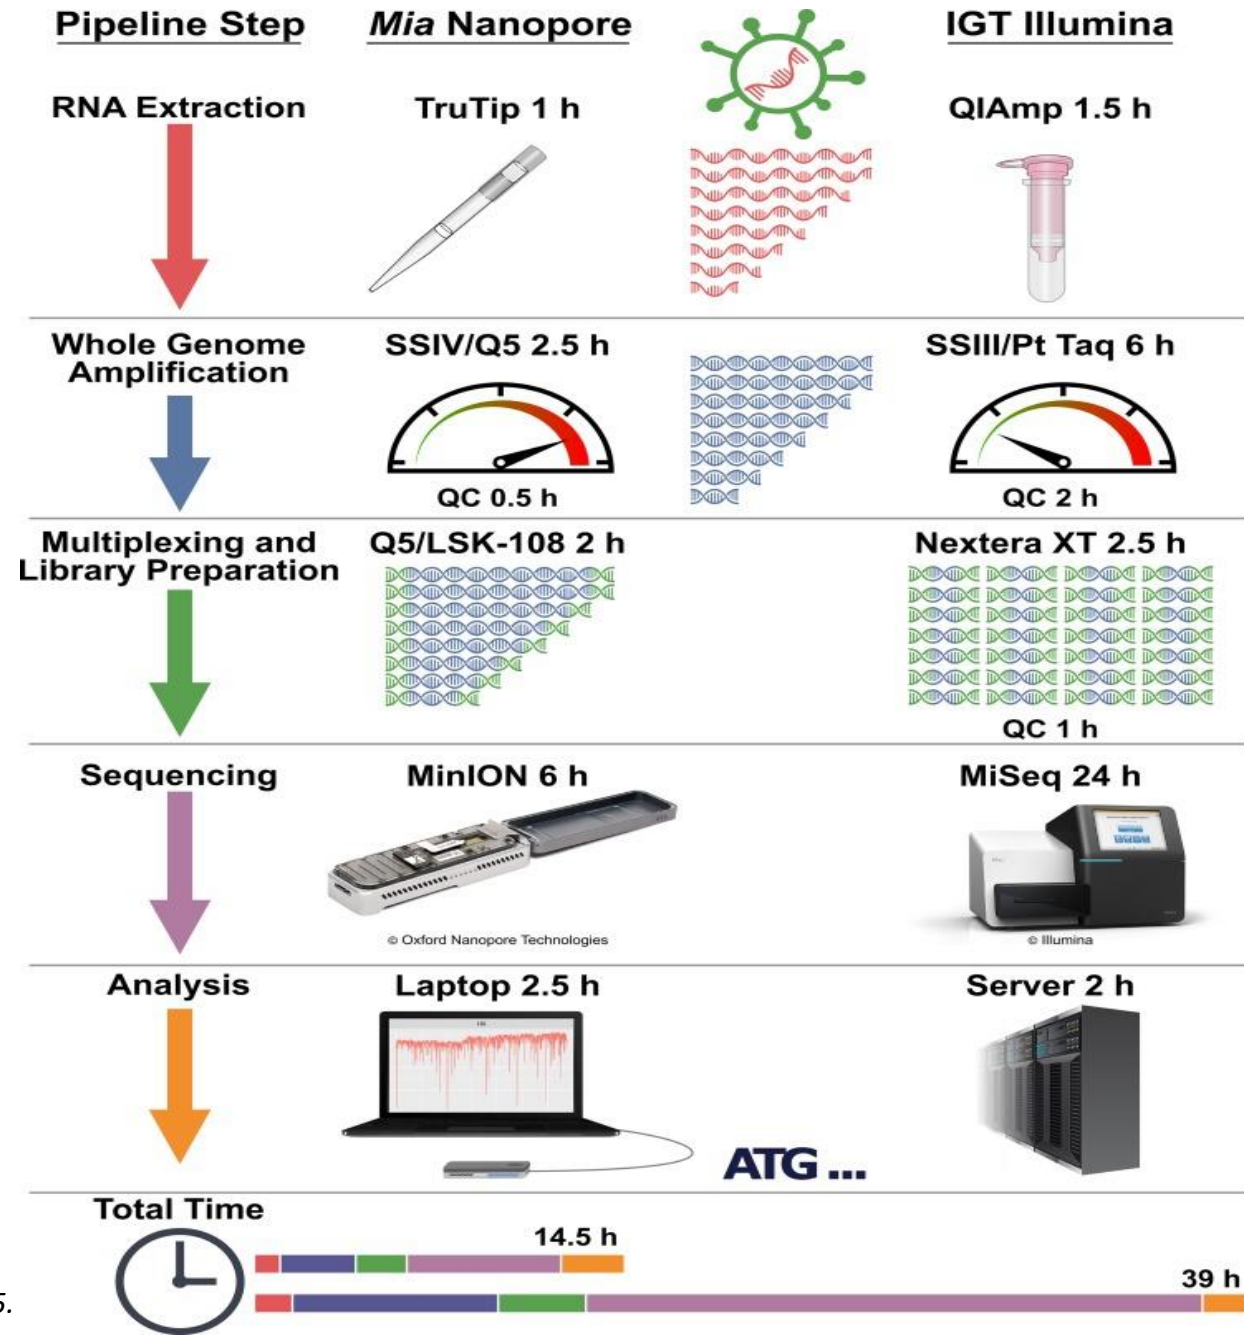 Pipeline Step
Mia Nanopore
IGT Illumina
RNA Extraction
TruTip 1 h
QIAmp 1.5 h
Whole Genome
Amplification
SSIV/Q5 2.5 h
SSIII/Pt Taq 6 h
QC 0.5 h
QC 2 h
Multiplexing and
Library Preparation
Q5/LSK-108 2 h
Nextera XT 2.5 h
QC 1 h
Sequencing
MinION 6 h
MiSeq 24 h
© Oxford Nanopore Technologies
© Illumina
Analysis
Laptop 2.5 h
Server 2 h
ATG ...
Total Time
14.5 h
39 h
5.